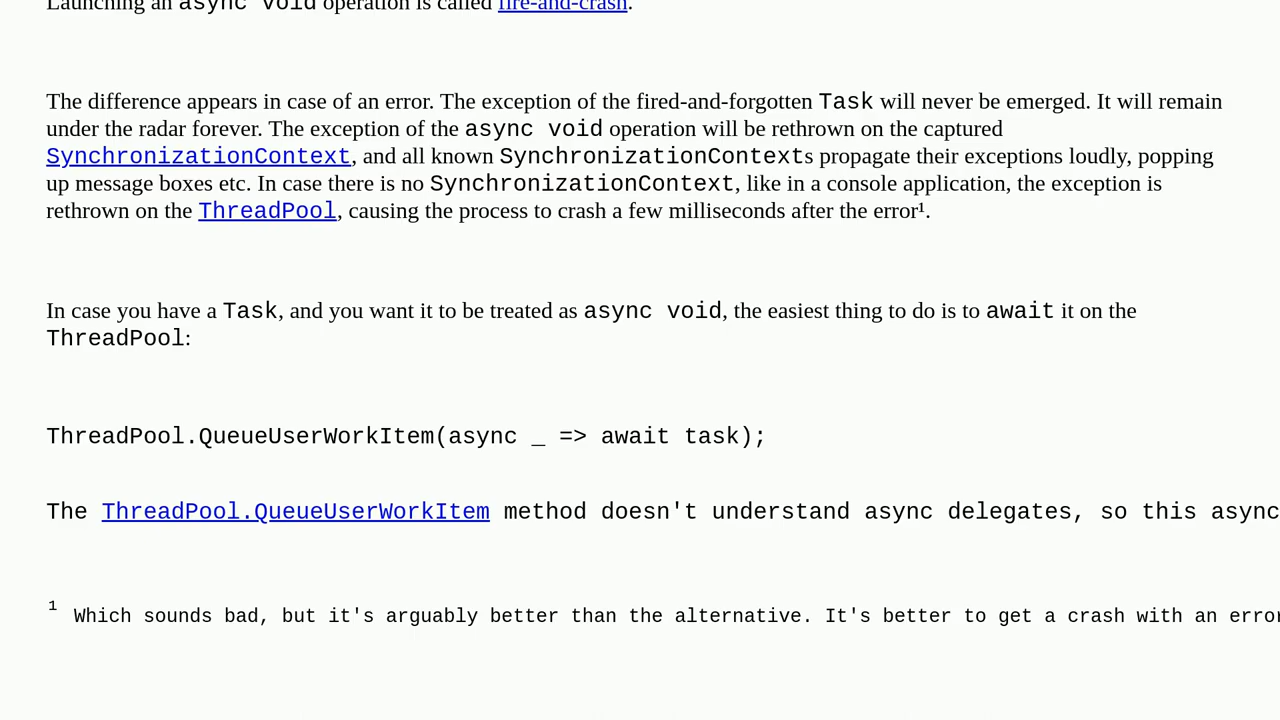 Launching an async void operation is called fire-and-crash.
The difference appears in case of an error. The exception of the fired-and-forgotten Task will never be emerged. It will remain
under the radar forever. The exception of the async void operation will be rethrown on the captured
SynchronizationContext, and all known SynchronizationContexts propagate their exceptions loudly, popping
up message boxes etc. In case there is no SynchronizationContext, like in a console application, the exception is
rethrown on the ThreadPool, causing the process to crash a few milliseconds after the error¹.
In case you have a Task, and you want it to be treated as async void, the easiest thing to do is to await it on the
ThreadPool:
ThreadPool.QueueUserWorkItem(async _ => await task);
The ThreadPool.QueueUserWorkItem method doesn't understand async delegates, so this async
1 Which sounds bad, but it's arguably better than the alternative. It's better to get a crash with an error